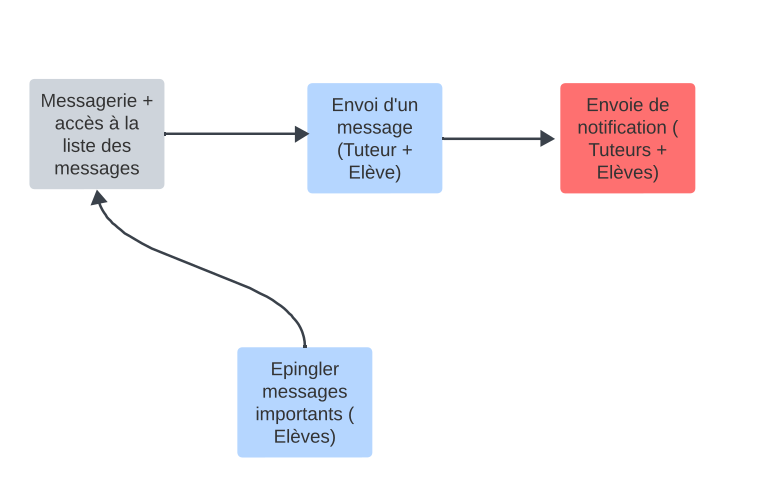 Messagerie +
accès à la
liste des
messages
Envoi d'un
message
(Tuteur +
Elève)
Envoie de
notification (
Tuteurs +
Elèves)
Epingler
messages
importants (
Elèves)